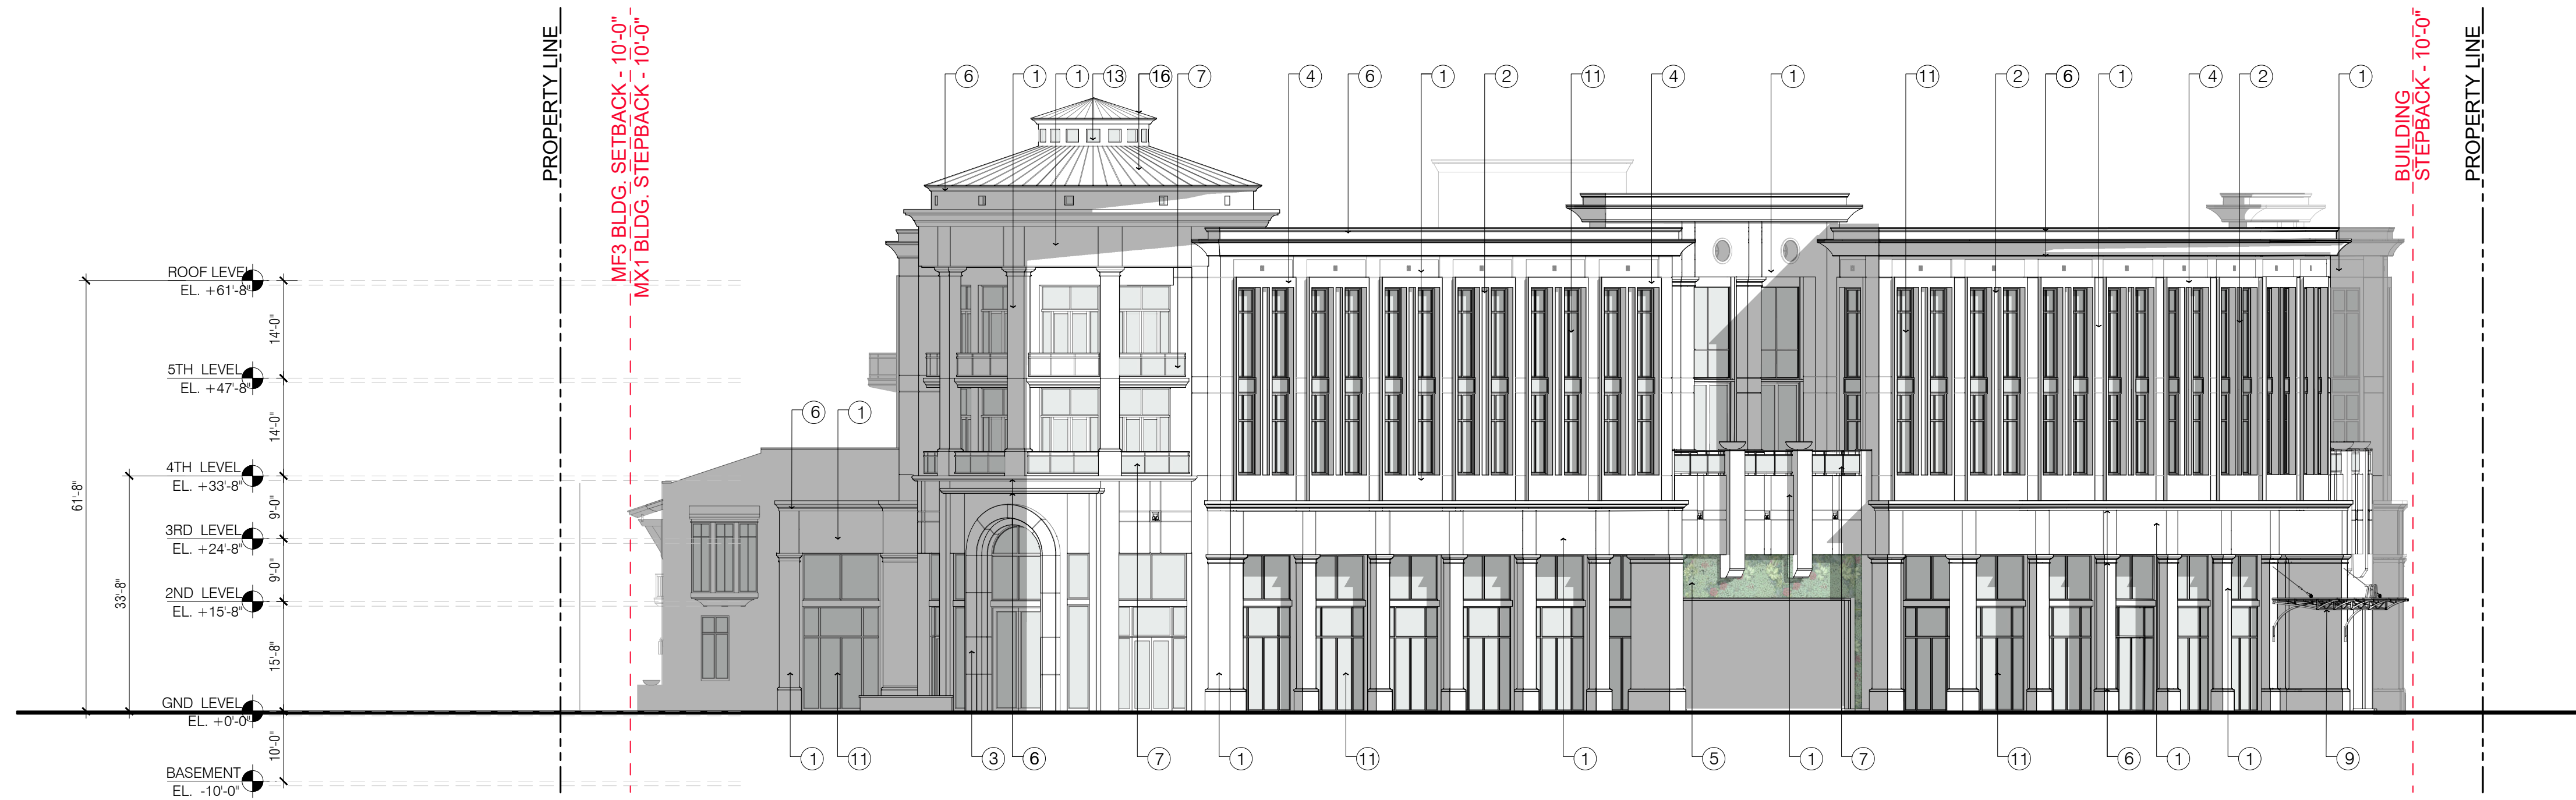 PROPERTY LINE
MF3 BLDG. SETBACK - 10'-0"
MX1 BLDG. STEPBACK - 10'-0"
BUILDING
STEPBACK - 10'-0"
PROPERTY LINE
6 1 1 13 16 7 4 6 1 2 11 4 1 11 2 6 1 4 2 1
ROOF LEVEL
EL. +61'-8"
14'-0"
5TH LEVEL
EL. +47'-8"
14'-0"
6 1
4TH LEVEL
EL. +33'-8"
61'-8"
9'-0"
3RD LEVEL
EL. +24'-8"
9'-0"
33'-8"
2ND LEVEL
EL. +15'-8"
15'-8"
GND LEVEL
EL. +0'-0"
10'-0"
1 11 3 6 7 1 11 1 5 1 7 11 6 1 1 9
BASEMENT
EL. -10'-0"